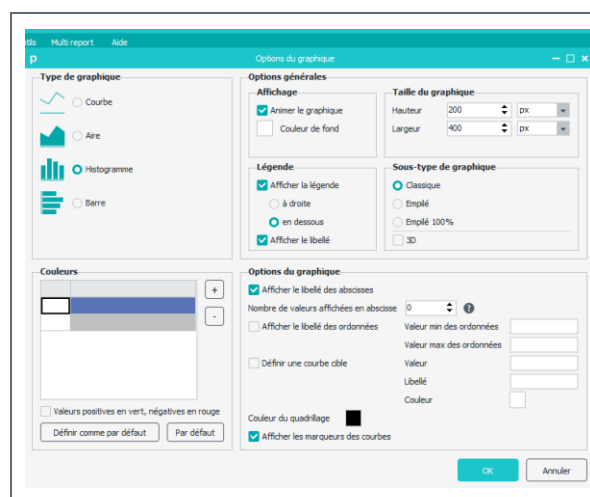 tils Multi report Aide
p Options du graphique
Type de graphique
Courbe
Aire
Histogramme
Barre
Options générales
Affichage
Animer le graphique
Couleur de fond
Taille du graphique
Hauteur 200 px
Largeur 400 px
Légende
Afficher la légende
à droite
en dessous
Afficher le libellé
Sous-type de graphique
Classique
Empilé
Empilé 100%
3D
Couleurs
+
-
Valeurs positives en vert, négatives en rouge
Définir comme par défaut Par défaut
Options du graphique
Afficher le libellé des abscisses
Nombre de valeurs affichées en abscisse 0 ?
Afficher le libellé des ordonnées Valeur min des ordonnées
Valeur max des ordonnées
Définir une courbe cible Valeur
Libellé
Couleur
Couleur du quadrillage
Afficher les marqueurs des courbes
OK Annuler